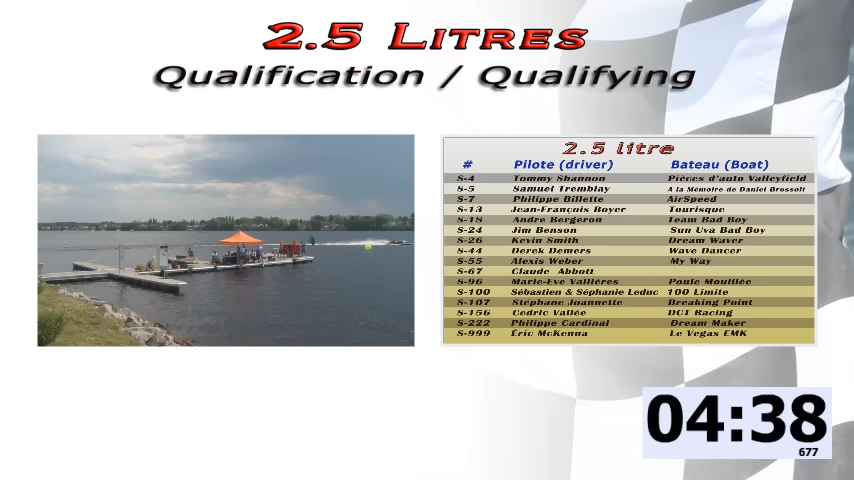 2.5 LITRES
Qualification / Qualifying
2.5 litre
# Pilote (driver) Bateau (Boat)
S-4 Tommy Shannon Pièces d'auto Valleyfield
S-5 Samuel Tremblay A la Mémoire de Daniel Brossoit
S-7 Philippe Billette AirSpeed
S-13 Jean-François Boyer Tourisque
S-18 Andre Bergeron Team Bad Boy
S-24 Jim Benson Sun Uva Bad Boy
S-26 Kevin Smith Dream Waver
S-44 Derek Demers Wave Dancer
S-55 Alexis Weber My Way
S-67 Claude Abbott
S-96 Marie-Eve Vallières Poule Mouillée
S-100 Sébastien & Séphanie Leduc 100 Limite
S-107 Stéphane Joannette Breaking Point
S-156 Cedric Vallée DCT Racing
S-222 Philippe Cardinal Dream Maker
S-999 Éric McKenna Le Vegas EMK
04:38
677